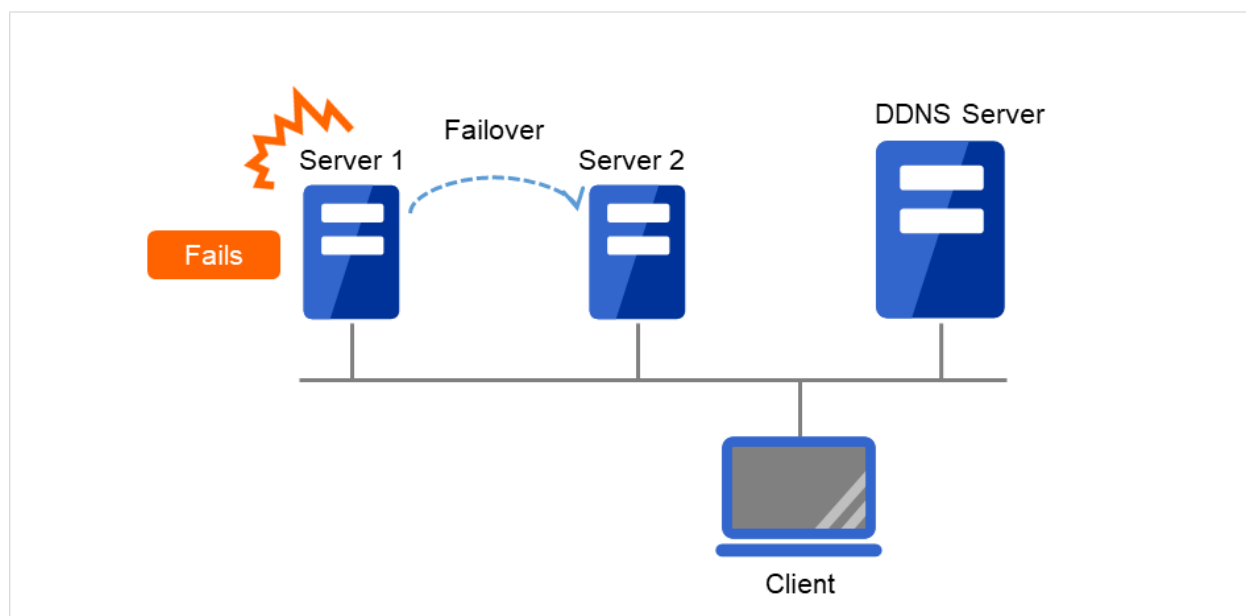 DDNS Server
Failover
Server 1
Server 2
Fails
Client